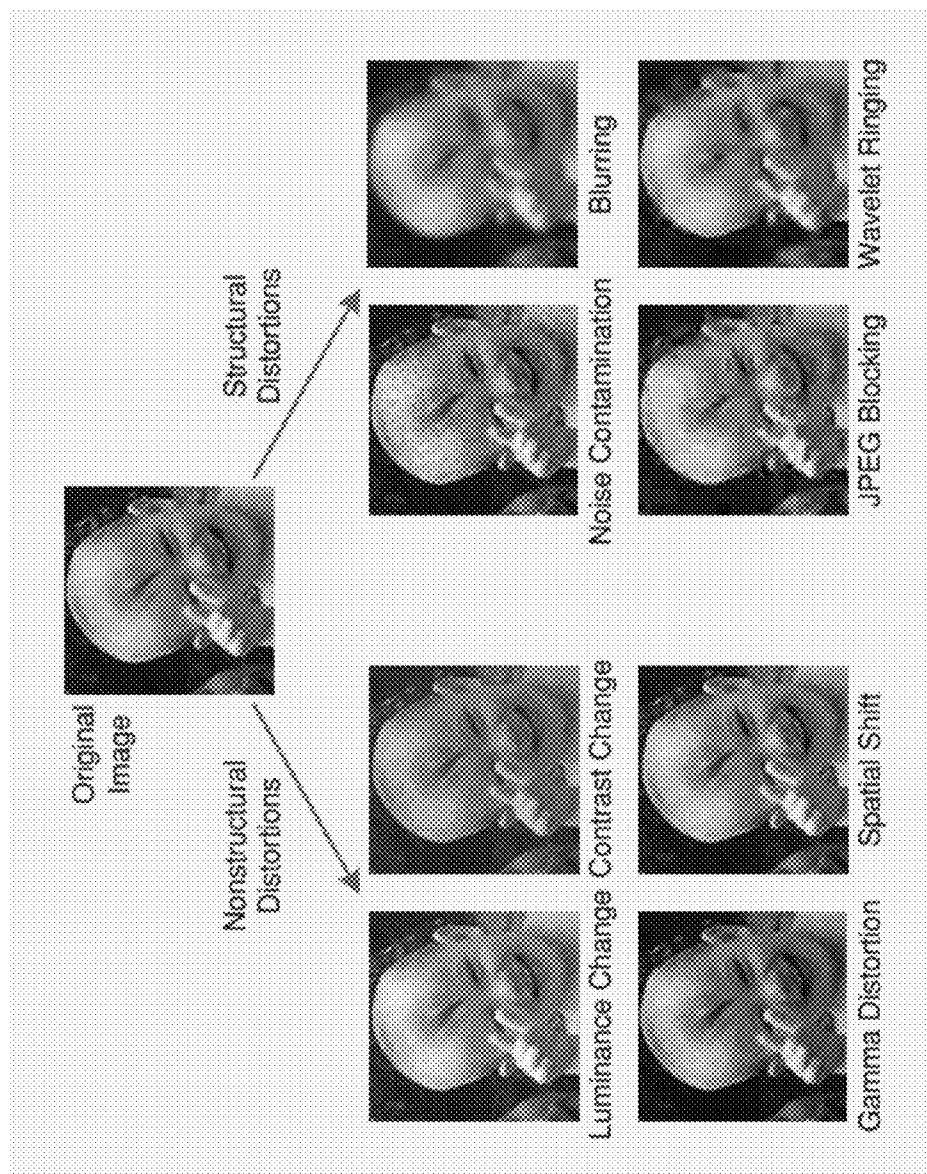 Original
Image
Nonstructural
Distortions
Structural
Distortions
Luminance Change
Contrast Change
Noise Contamination
Blurring
Gamma Distortion
Spatial Shift
JPEG Blocking
Wavelet Ringing